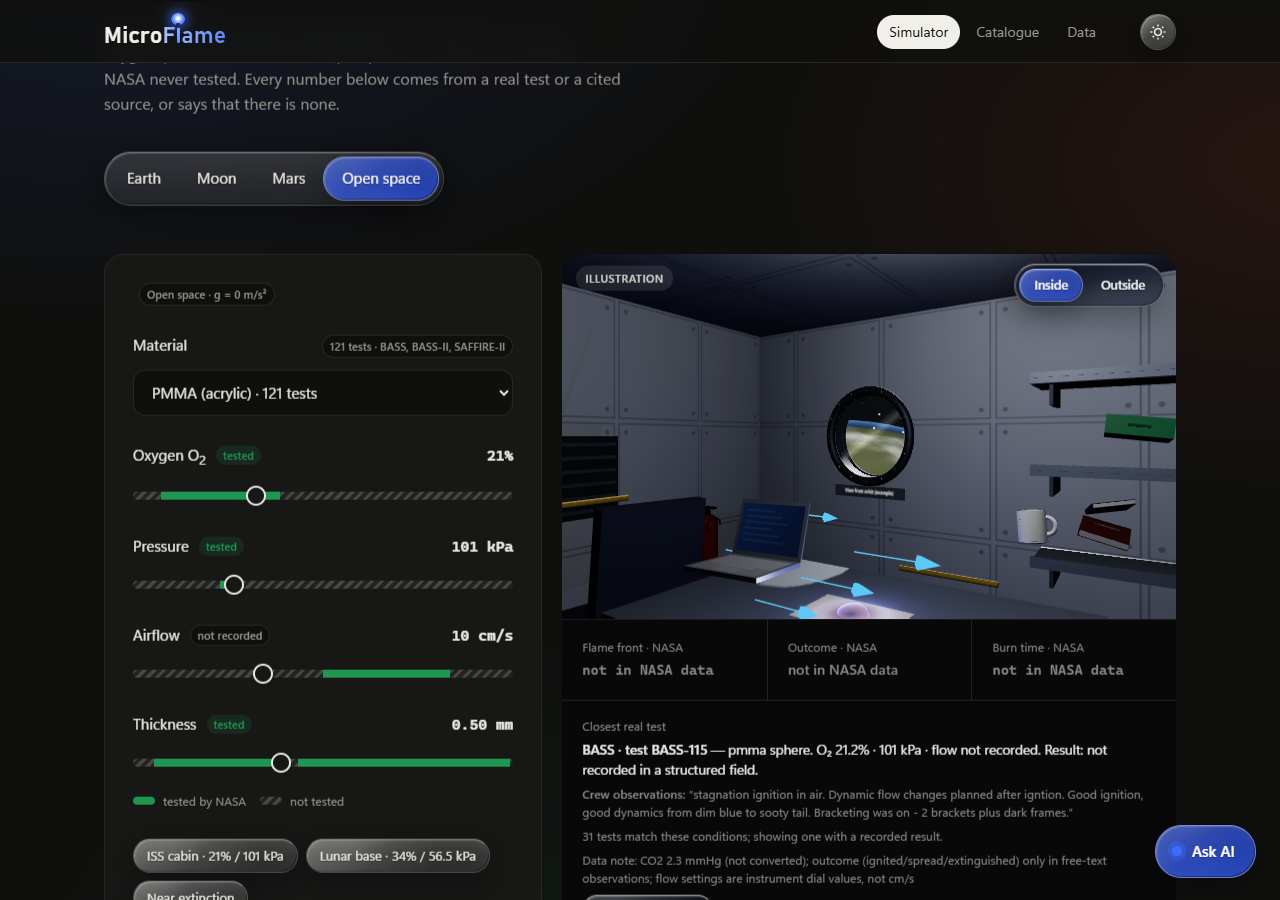 MicroFlame
Simulator
Catalogue
Data
NASA never tested. Every number below comes from a real test or a cited
source, or says that there is none.
Earth
Moon
Mars
Open space
Open space · g = 0 m/s²
Material
121 tests · BASS, BASS-II, SAFFIRE-II
PMMA (acrylic) · 121 tests
Oxygen O₂
tested
21%
Pressure
tested
101 kPa
Airflow
not recorded
10 cm/s
Thickness
tested
0.50 mm
tested by NASA
not tested
ISS cabin · 21% / 101 kPa
Lunar base · 34% / 56.5 kPa
Near extinction
ILLUSTRATION
Inside
Outside
View from orbit (example)
Flame front · NASA
not in NASA data
Outcome · NASA
not in NASA data
Burn time · NASA
not in NASA data
Closest real test
BASS · test BASS-115 — pmma sphere. O₂ 21.2% · 101 kPa · flow not recorded. Result: not
recorded in a structured field.
Crew observations: “stagnation ignition in air. Dynamic flow changes planned after igntion. Good ignition,
good dynamics from dim blue to sooty tail. Bracketing was on - 2 brackets plus dark frames.”
31 tests match these conditions; showing one with a recorded result.
Data note: CO2 2.3 mmHg (not converted); outcome (ignited/spread/extinguished) only in free-text
observations; flow settings are instrument dial values, not cm/s
Ask AI